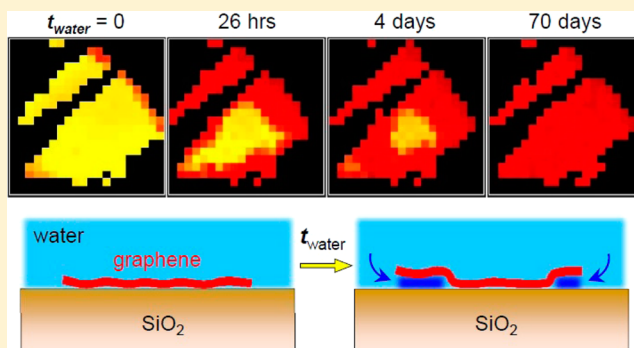 t_water = 0 26 hrs 4 days 70 days
water
graphene
t_water
SiO₂ SiO₂